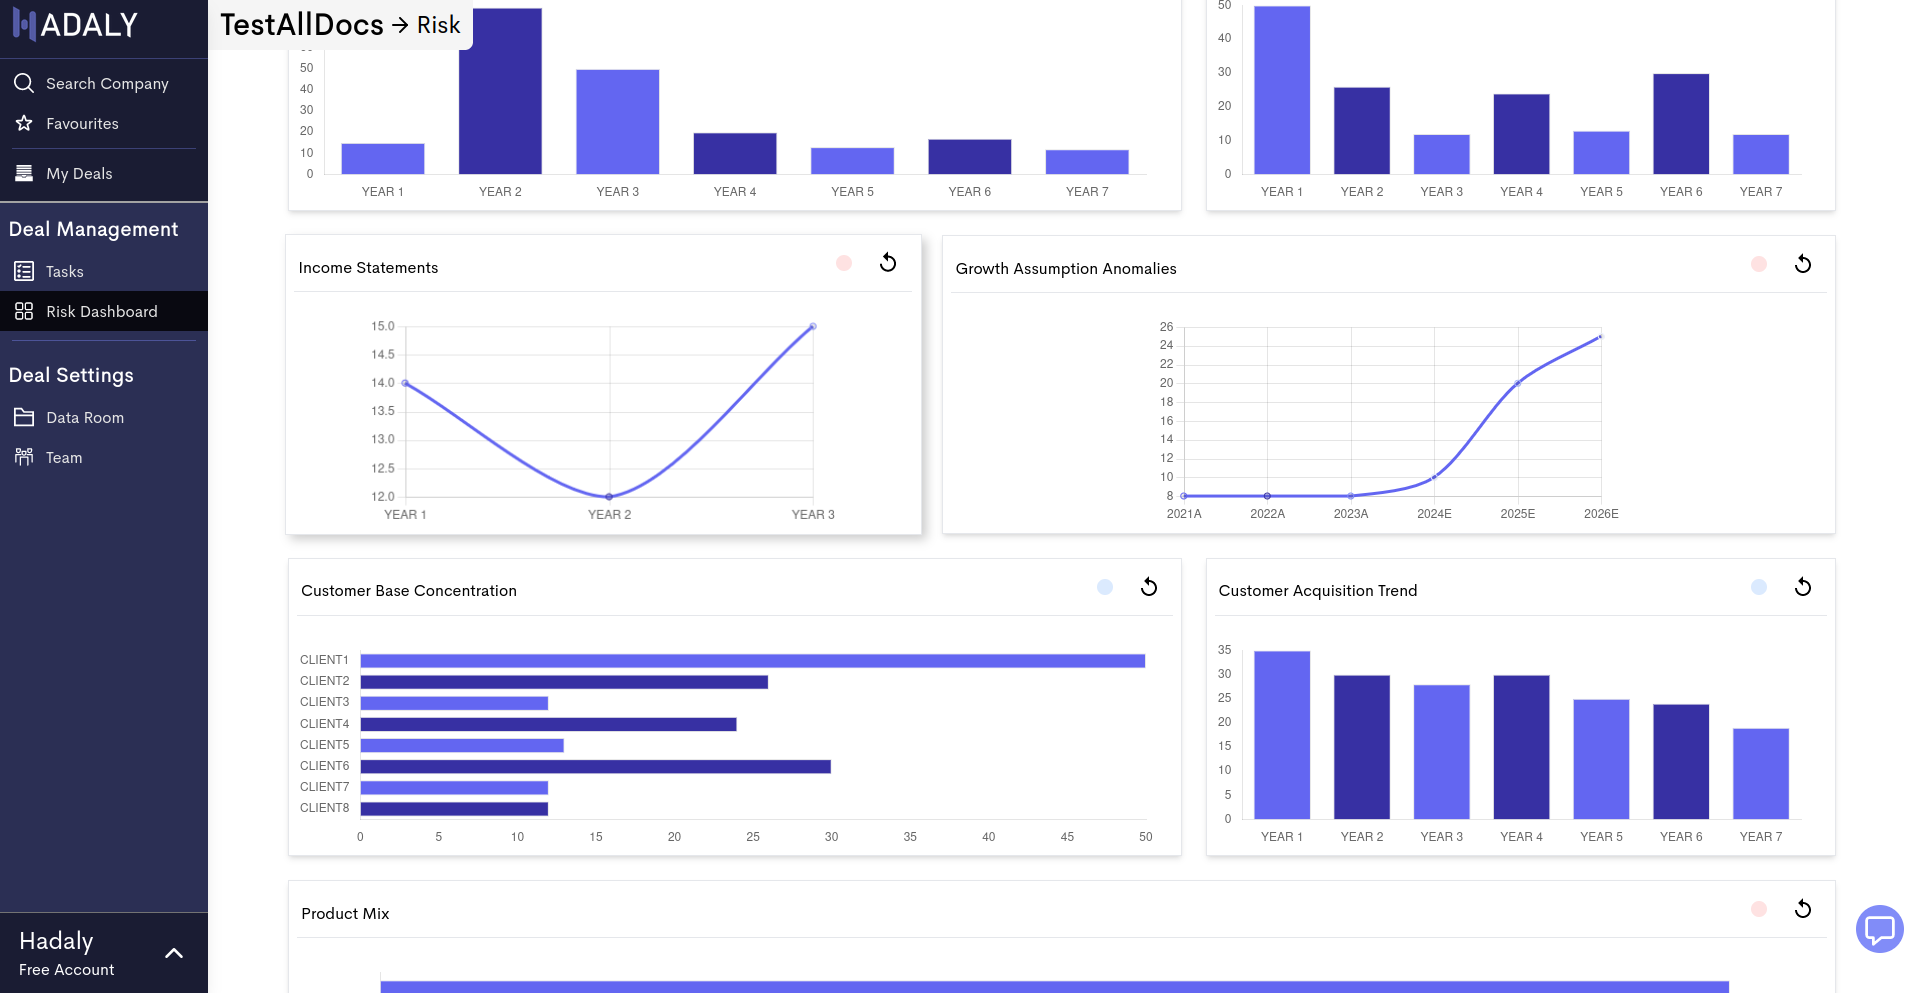 HADALY
Search Company
Favourites
My Deals
Deal Management
Tasks
Risk Dashboard
Deal Settings
Data Room
Team
Hadaly
Free Account
TestAllDocs → Risk
50
40
30
20
10
0
YEAR 1 YEAR 2 YEAR 3 YEAR 4 YEAR 5 YEAR 6 YEAR 7
50
40
30
20
10
0
YEAR 1 YEAR 2 YEAR 3 YEAR 4 YEAR 5 YEAR 6 YEAR 7
Income Statements
15.0
14.5
14.0
13.5
13.0
12.5
12.0
YEAR 1 YEAR 2 YEAR 3
Growth Assumption Anomalies
26
24
22
20
18
16
14
12
10
8
2021A 2022A 2023A 2024E 2025E 2026E
Customer Base Concentration
CLIENT1
CLIENT2
CLIENT3
CLIENT4
CLIENT5
CLIENT6
CLIENT7
CLIENT8
0 5 10 15 20 25 30 35 40 45 50
Customer Acquisition Trend
35
30
25
20
15
10
5
0
YEAR 1 YEAR 2 YEAR 3 YEAR 4 YEAR 5 YEAR 6 YEAR 7
Product Mix